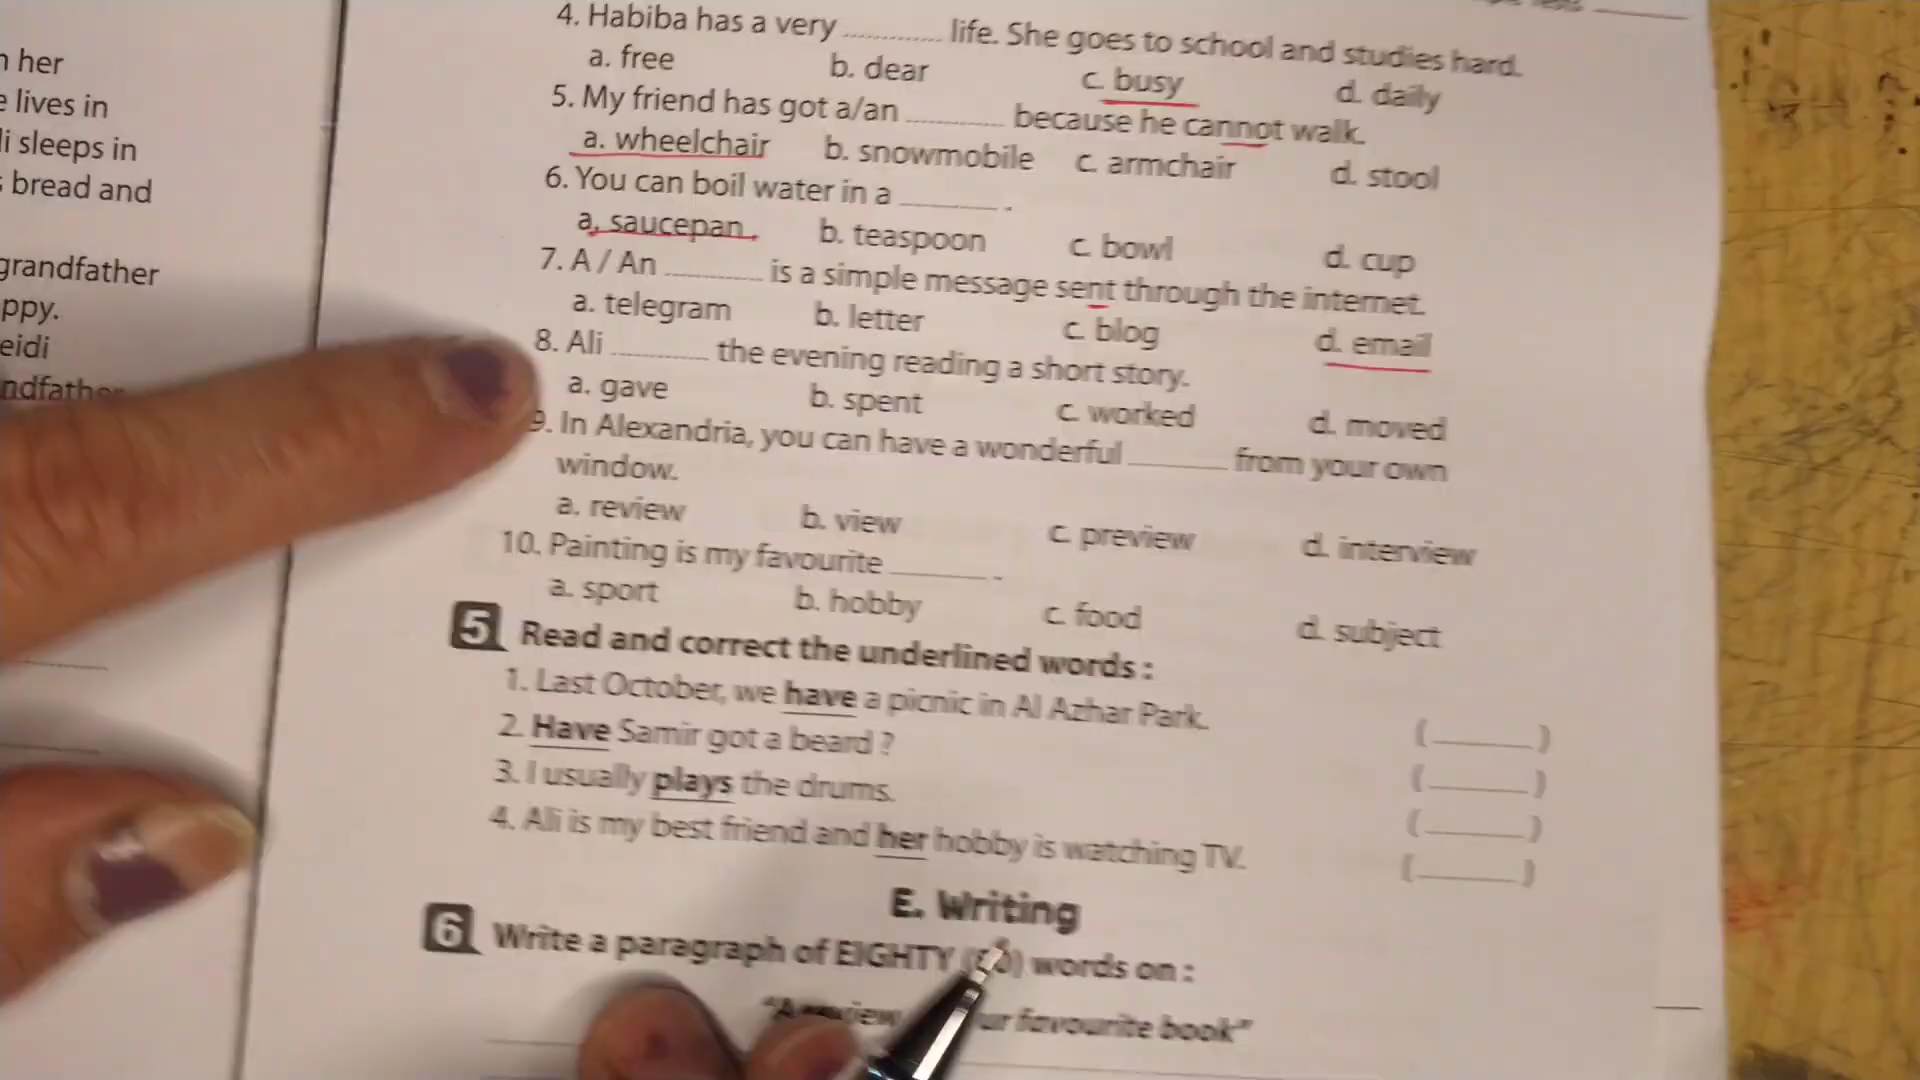 n her
e lives in
i sleeps in
bread and
grandfather
ppy.
eidi
ndfather
4. Habiba has a very ............ life. She goes to school and studies hard.
a. free b. dear c. busy d. daily
5. My friend has got a/an ............ because he cannot walk.
a. wheelchair b. snowmobile c. armchair d. stool
6. You can boil water in a ............ .
a. saucepan b. teaspoon c. bowl d. cup
7. A / An ............ is a simple message sent through the internet.
a. telegram b. letter c. blog d. email
8. Ali ............ the evening reading a short story.
a. gave b. spent c. worked d. moved
9. In Alexandria, you can have a wonderful ............ from your own
window.
a. review b. view c. preview d. interview
10. Painting is my favourite ............ .
a. sport b. hobby c. food d. subject
5 Read and correct the underlined words :
1. Last October, we have a picnic in Al Azhar Park. (............)
2. Have Samir got a beard ? (............)
3. I usually plays the drums. (............)
4. Ali is my best friend and her hobby is watching TV. (............)
E. Writing
6 Write a paragraph of EIGHTY (80) words on :
"A review ur favourite book"